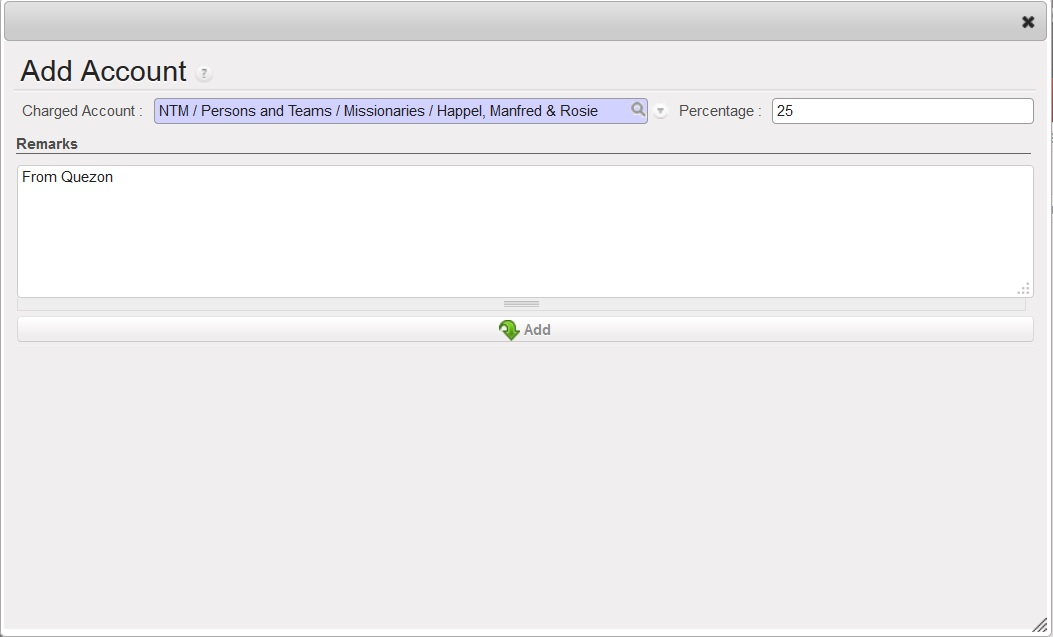 Add Account ?
Charged Account : NTM / Persons and Teams / Missionaries / Happel, Manfred & Rosie Percentage : 25
Remarks
From Quezon
Add